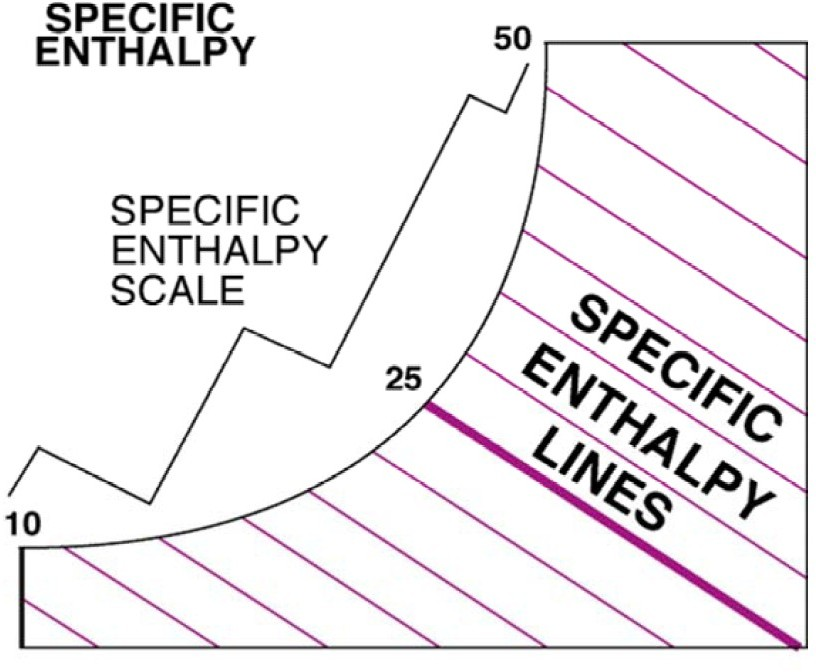 SPECIFIC
ENTHALPY
50
SPECIFIC
ENTHALPY
SCALE
25
SPECIFIC
ENTHALPY
LINES
10